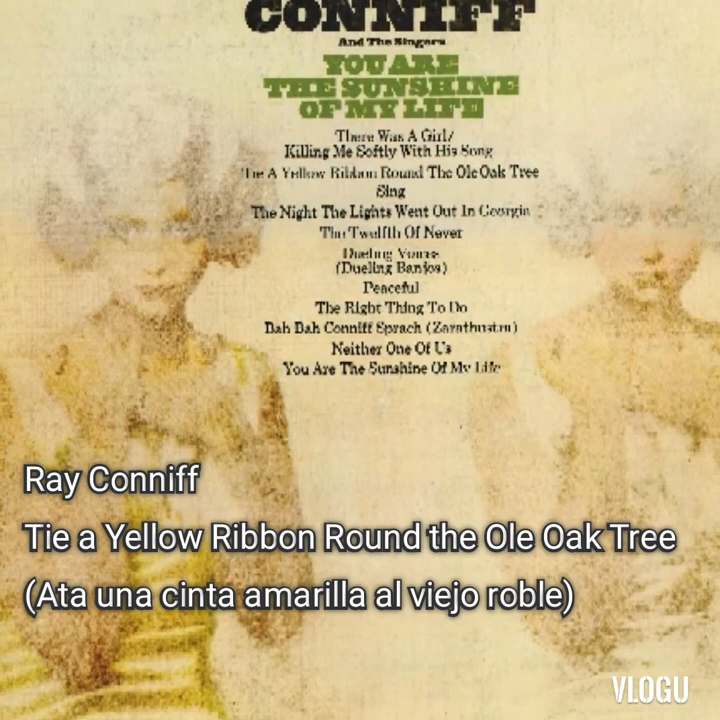 CONNIFF
And The Singers
YOU ARE
THE SUNSHINE
OF MY LIFE
There Was A Girl/
Killing Me Softly With His Song
Tie A Yellow Ribbon Round The Ole Oak Tree
Sing
The Night The Lights Went Out In Georgia
The Twelfth Of Never
Dueling Voices
(Dueling Banjos)
Peaceful
The Right Thing To Do
Dah Dah Conniff Sprach (Zarathustra)
Neither One Of Us
You Are The Sunshine Of My Life
Ray Conniff
Tie a Yellow Ribbon Round the Ole Oak Tree
(Ata una cinta amarilla al viejo roble)
VLOGU